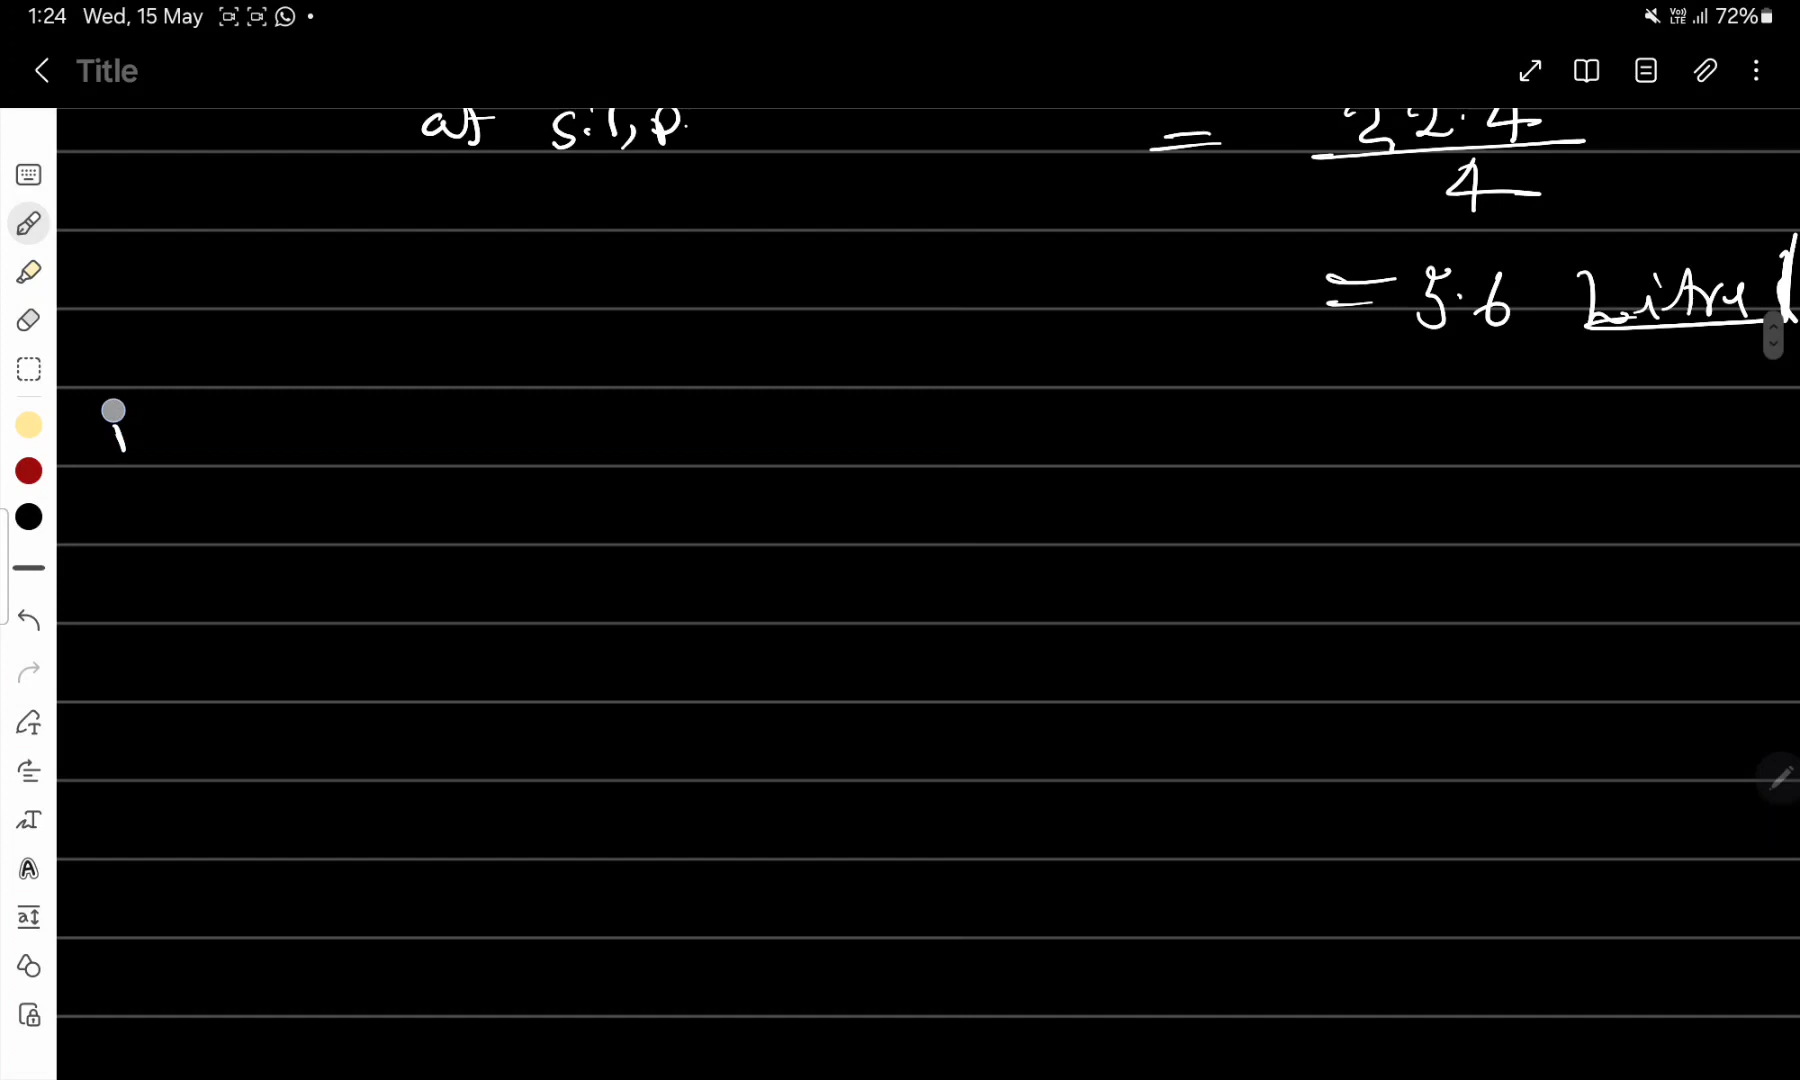 1:24 Wed, 15 May 72%
Title
at S.T.P.
= 22.4
4
= 5.6 Litre